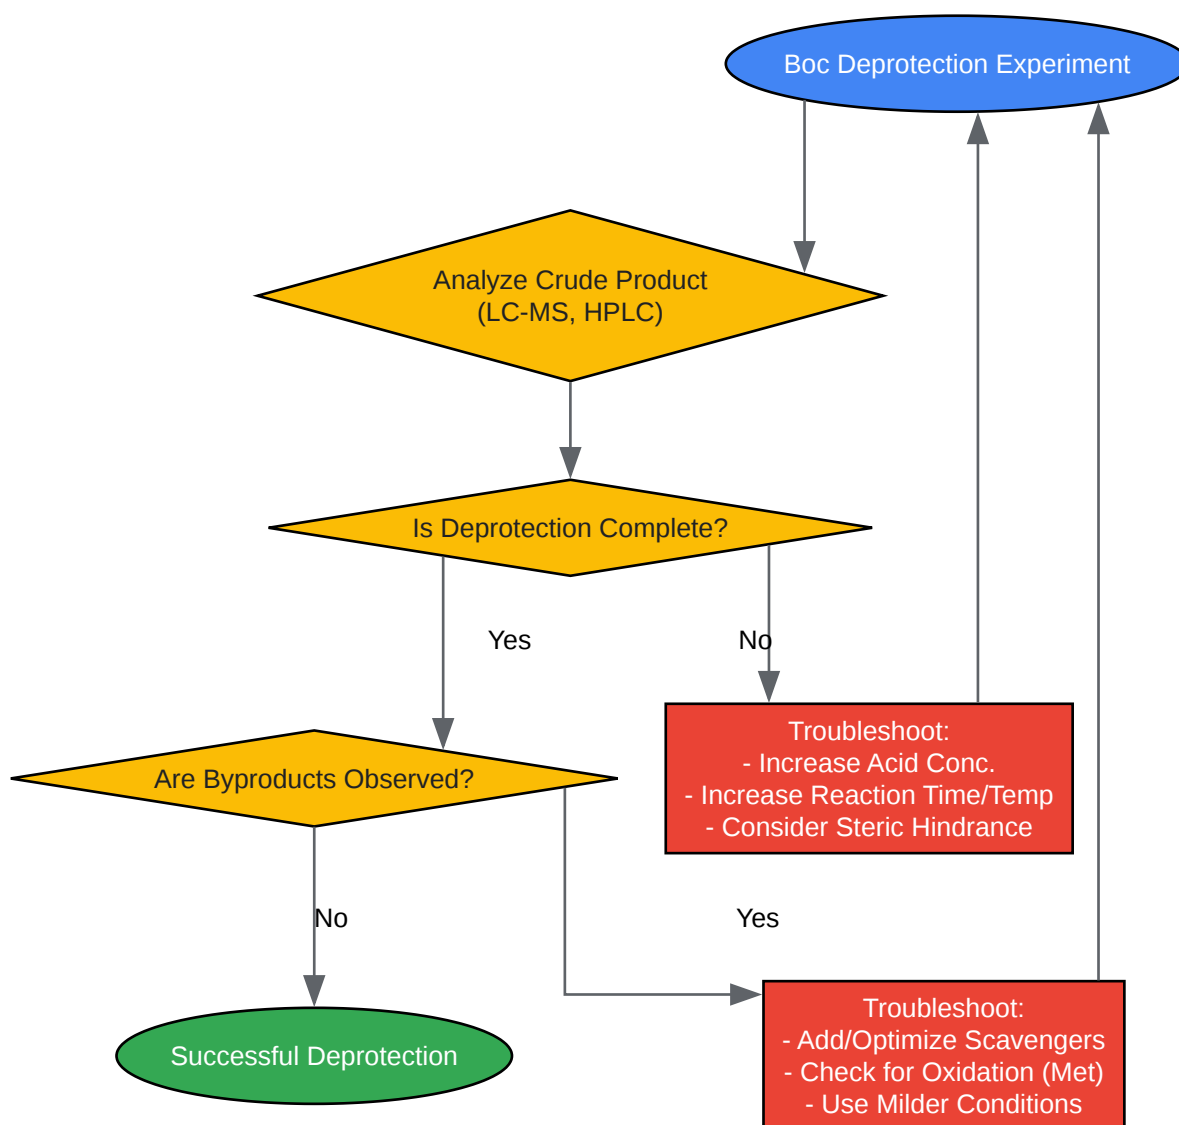 Boc Deprotection Experiment
Analyze Crude Product
(LC-MS, HPLC)
Is Deprotection Complete?
Yes
No
Troubleshoot:
- Increase Acid Conc.
- Increase Reaction Time/Temp
- Consider Steric Hindrance
Are Byproducts Observed?
No
Yes
Successful Deprotection
Troubleshoot:
- Add/Optimize Scavengers
- Check for Oxidation (Met)
- Use Milder Conditions